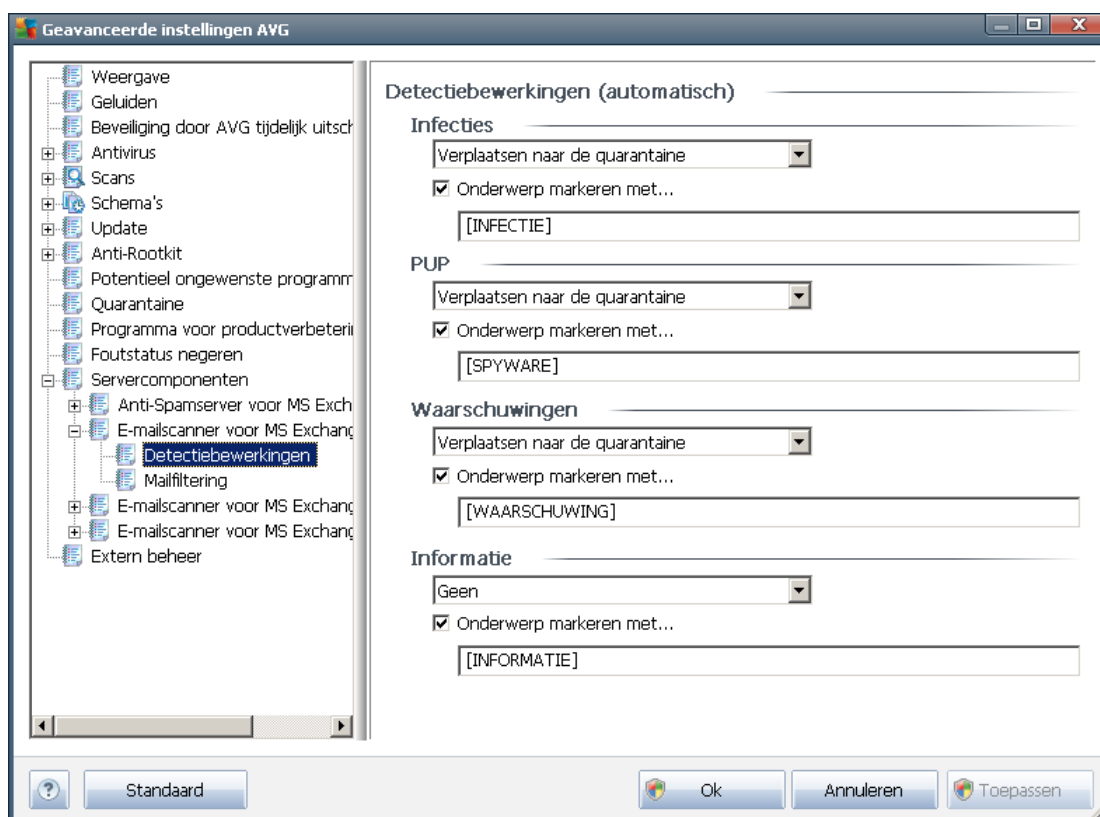 Geavanceerde instellingen AVG
Weergave
Geluiden
Beveiliging door AVG tijdelijk uitsch
Antivirus
Scans
Schema's
Update
Anti-Rootkit
Potentieel ongewenste programm
Quarantaine
Programma voor productverbeterin
Foutstatus negeren
Servercomponenten
Anti-Spamserver voor MS Exch
E-mailscanner voor MS Exchang
Detectiebewerkingen
Mailfiltering
E-mailscanner voor MS Exchang
E-mailscanner voor MS Exchang
Extern beheer
Detectiebewerkingen (automatisch)
Infecties
Verplaatsen naar de quarantaine
Onderwerp markeren met...
[INFECTIE]
PUP
Verplaatsen naar de quarantaine
Onderwerp markeren met...
[SPYWARE]
Waarschuwingen
Verplaatsen naar de quarantaine
Onderwerp markeren met...
[WAARSCHUWING]
Informatie
Geen
Onderwerp markeren met...
[INFORMATIE]
? Standaard Ok Annuleren Toepassen